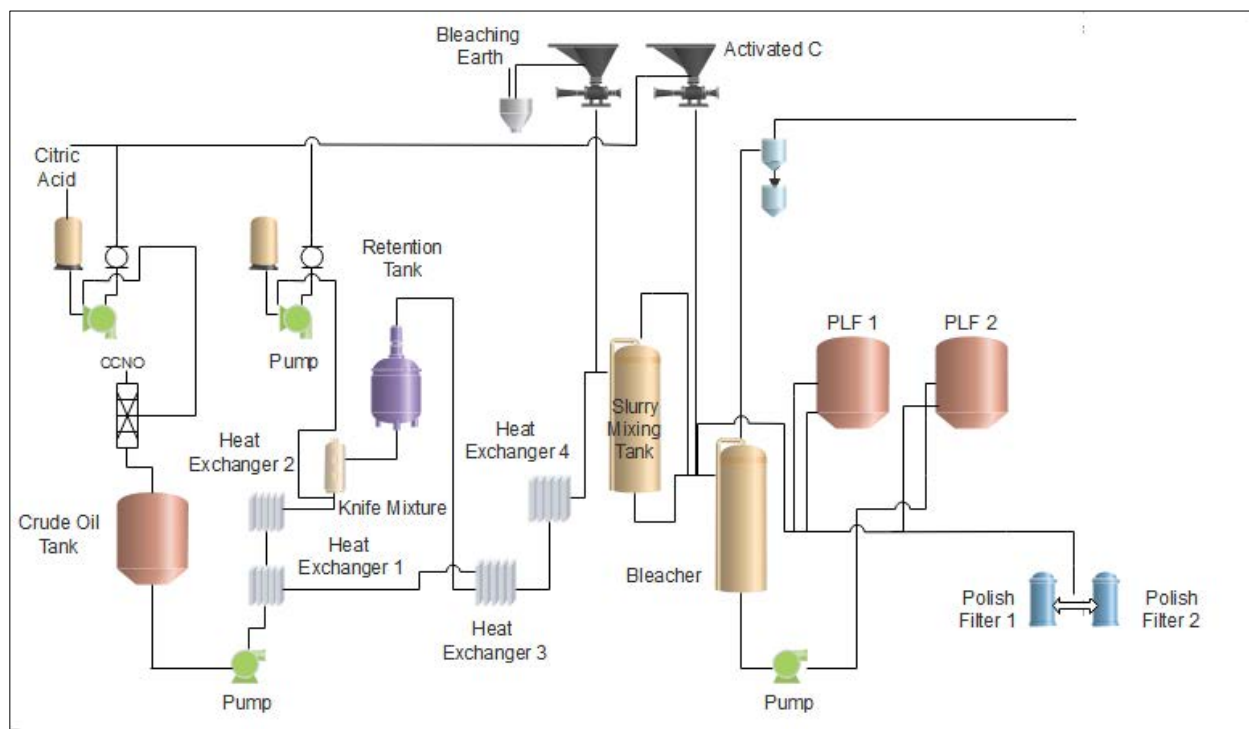 Bleaching
Earth
Activated C
Citric
Acid
Retention
Tank
PLF 1
PLF 2
Pump
CCNO
Slurry
Mixing
Tank
Heat
Exchanger 2
Heat
Exchanger 4
Knife Mixture
Crude Oil
Tank
Heat
Exchanger 1
Bleacher
Polish
Filter 1
Polish
Filter 2
Heat
Exchanger 3
Pump
Pump